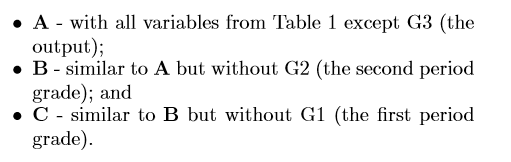 • A - with all variables from Table 1 except G3 (the
output);
• B - similar to A but without G2 (the second period
grade); and
• C - similar to B but without G1 (the first period
grade).